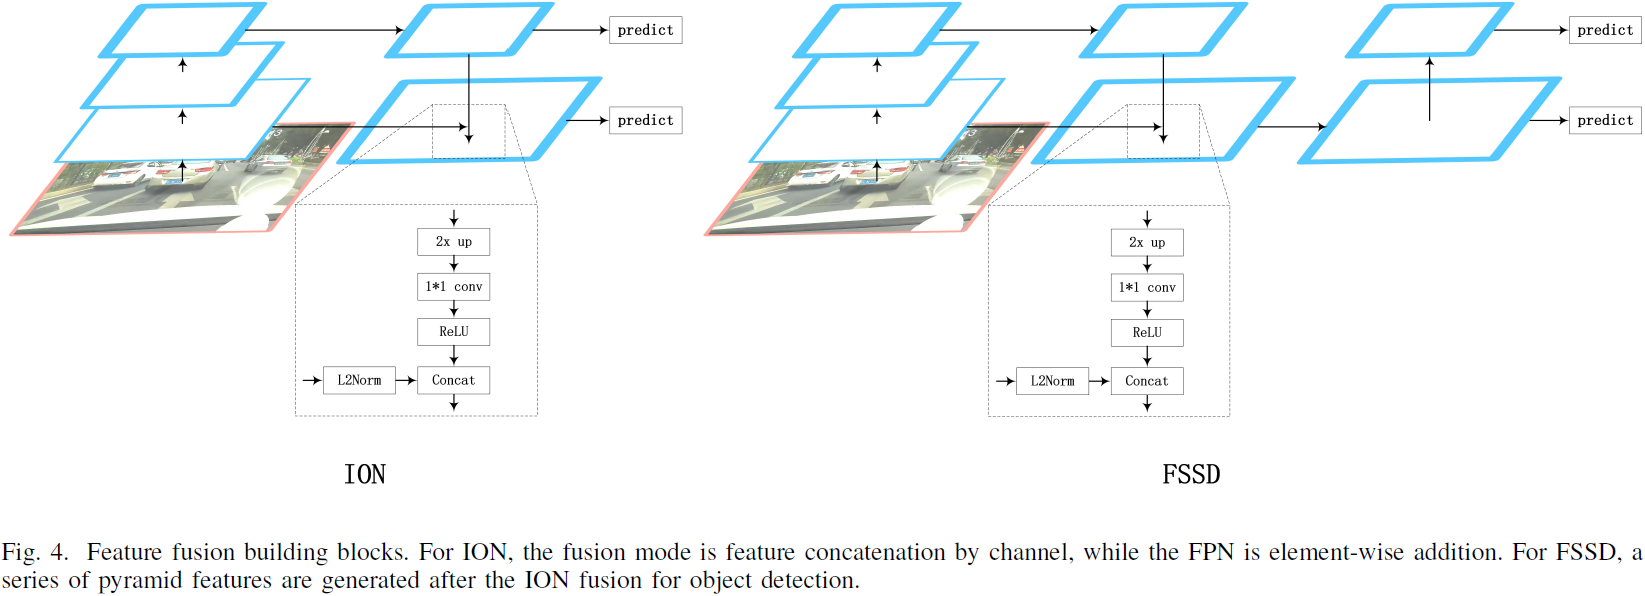 predict
predict
2x up
1*1 conv
ReLU
L2Norm
Concat
ION
predict
predict
2x up
1*1 conv
ReLU
L2Norm
Concat
FSSD
Fig. 4. Feature fusion building blocks. For ION, the fusion mode is feature concatenation by channel, while the FPN is element-wise addition. For FSSD, a
series of pyramid features are generated after the ION fusion for object detection.